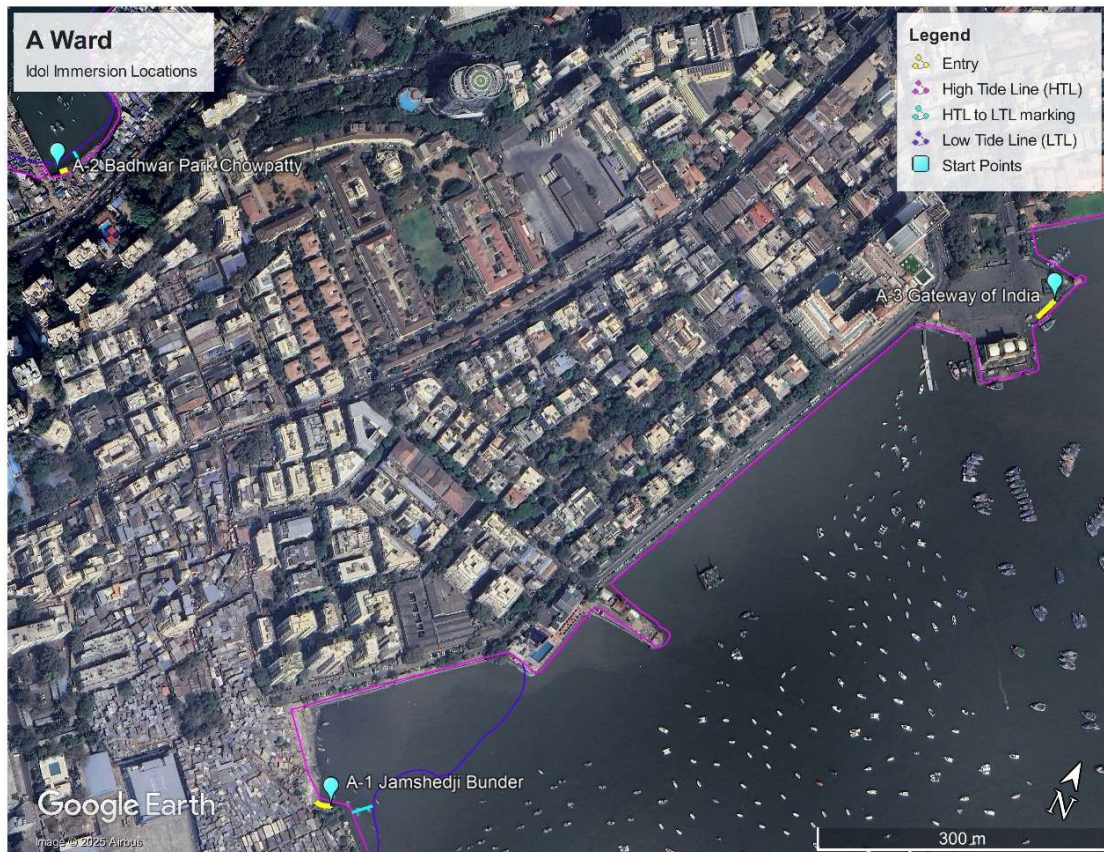 A Ward
Idol Immersion Locations
Legend
Entry
High Tide Line (HTL)
HTL to LTL marking
Low Tide Line (LTL)
Start Points
A-2 Badhwar Park Chowpatty
A-3 Gateway of India
A-1 Jamshedji Bunder
Google Earth
Image © 2025 Airbus
N
300 m